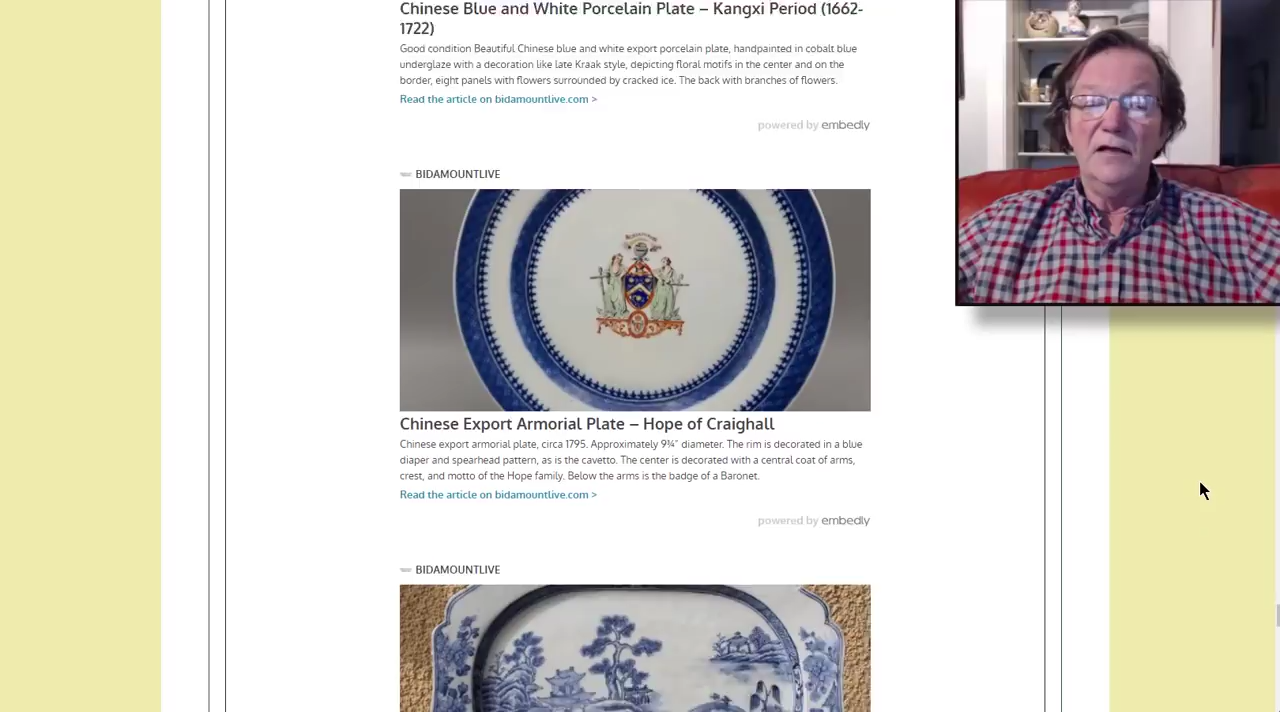 Chinese Blue and White Porcelain Plate – Kangxi Period (1662-
1722)
Good condition Beautiful Chinese blue and white export porcelain plate, handpainted in cobalt blue
underglaze with a decoration like late Kraak style, depicting floral motifs in the center and on the
border, eight panels with flowers surrounded by cracked ice. The back with branches of flowers.
Read the article on bidamountlive.com >
powered by embedly
BIDAMOUNTLIVE
Chinese Export Armorial Plate – Hope of Craighall
Chinese export armorial plate, circa 1795. Approximately 9¾” diameter. The rim is decorated in a blue
diaper and spearhead pattern, as is the cavetto. The center is decorated with a central coat of arms,
crest, and motto of the Hope family. Below the arms is the badge of a Baronet.
Read the article on bidamountlive.com >
powered by embedly
BIDAMOUNTLIVE